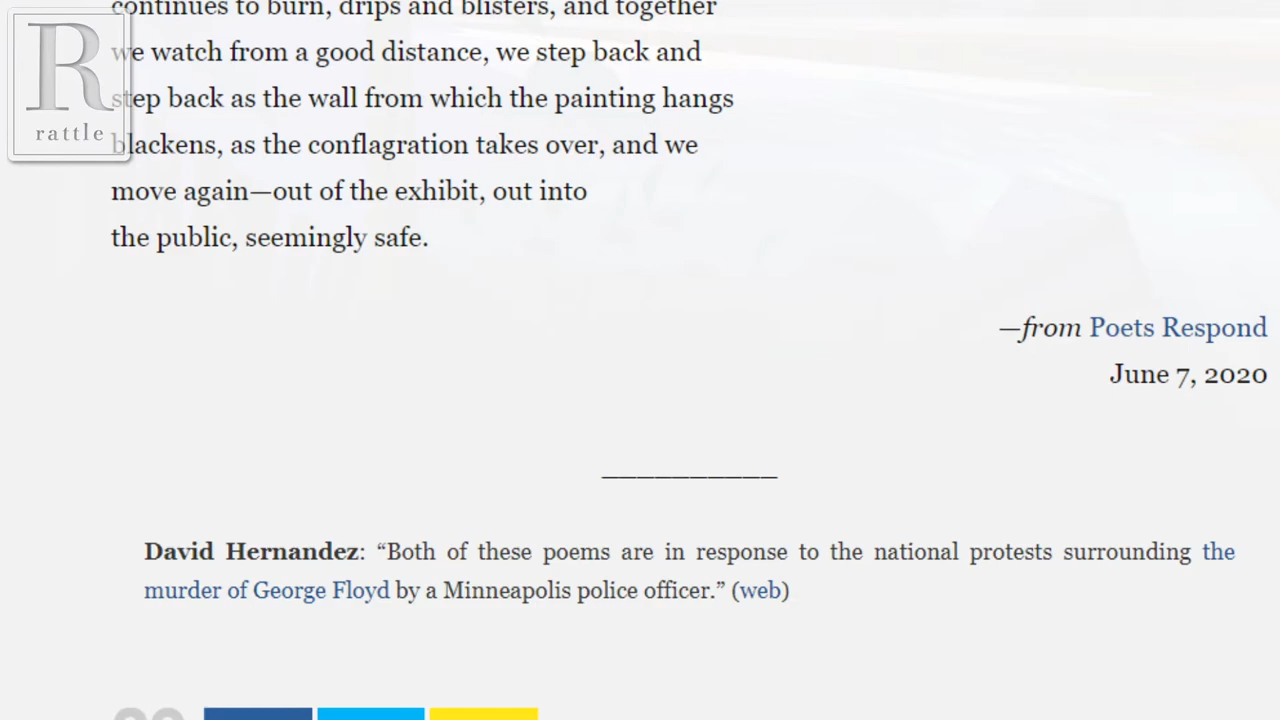 continues to burn, drips and blisters, and together
we watch from a good distance, we step back and
step back as the wall from which the painting hangs
blackens, as the conflagration takes over, and we
move again—out of the exhibit, out into
the public, seemingly safe.
R
rattle
—from Poets Respond
June 7, 2020
__________
David Hernandez: “Both of these poems are in response to the national protests surrounding the
murder of George Floyd by a Minneapolis police officer.” (web)